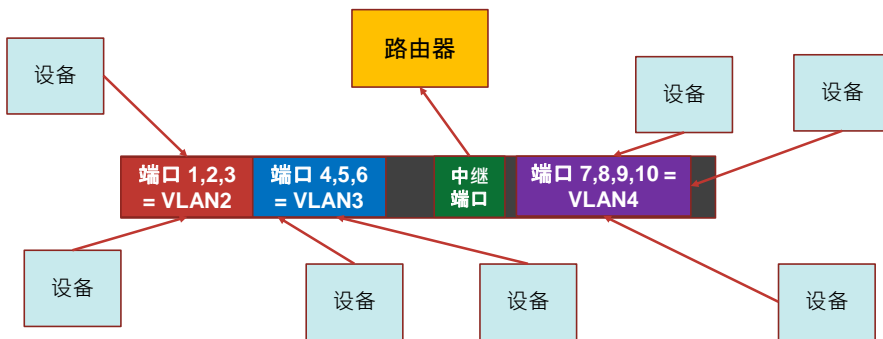 路由器
设备
设备
设备
端口 1,2,3
= VLAN2
端口 4,5,6
= VLAN3
中继
端口
端口 7,8,9,10 =
VLAN4
设备
设备
设备
设备